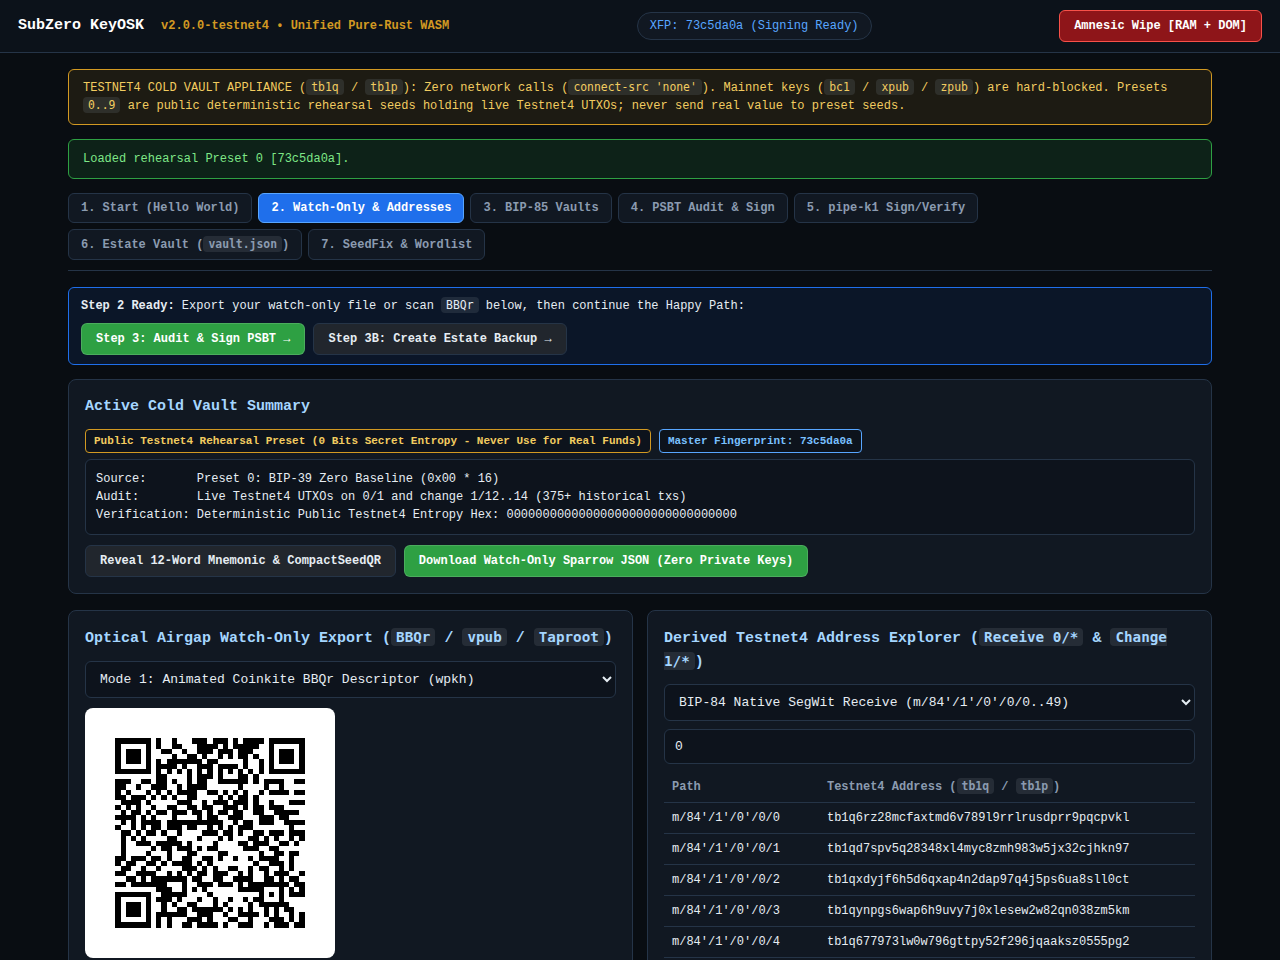 SubZero KeyOSK v2.0.0-testnet4 • Unified Pure-Rust WASM XFP: 73c5da0a (Signing Ready) Amnesic Wipe [RAM + DOM]
TESTNET4 COLD VAULT APPLIANCE (tb1q / tb1p): Zero network calls (connect-src 'none'). Mainnet keys (bc1 / xpub / zpub) are hard-blocked. Presets
0..9 are public deterministic rehearsal seeds holding live Testnet4 UTXOs; never send real value to preset seeds.
Loaded rehearsal Preset 0 [73c5da0a].
1. Start (Hello World) 2. Watch-Only & Addresses 3. BIP-85 Vaults 4. PSBT Audit & Sign 5. pipe-k1 Sign/Verify
6. Estate Vault (vault.json) 7. SeedFix & Wordlist
Step 2 Ready: Export your watch-only file or scan BBQr below, then continue the Happy Path:
Step 3: Audit & Sign PSBT → Step 3B: Create Estate Backup →
Active Cold Vault Summary
Public Testnet4 Rehearsal Preset (0 Bits Secret Entropy - Never Use for Real Funds) Master Fingerprint: 73c5da0a
Source: Preset 0: BIP-39 Zero Baseline (0x00 * 16)
Audit: Live Testnet4 UTXOs on 0/1 and change 1/12..14 (375+ historical txs)
Verification: Deterministic Public Testnet4 Entropy Hex: 00000000000000000000000000000000
Reveal 12-Word Mnemonic & CompactSeedQR Download Watch-Only Sparrow JSON (Zero Private Keys)
Optical Airgap Watch-Only Export (BBQr / vpub / Taproot)
Mode 1: Animated Coinkite BBQr Descriptor (wpkh)
Derived Testnet4 Address Explorer (Receive 0/* & Change
1/*)
BIP-84 Native SegWit Receive (m/84'/1'/0'/0/0..49)
0
Path Testnet4 Address (tb1q / tb1p)
m/84'/1'/0'/0/0 tb1q6rz28mcfaxtmd6v789l9rrlrusdprr9pqcpvkl
m/84'/1'/0'/0/1 tb1qd7spv5q28348xl4myc8zmh983w5jx32cjhkn97
m/84'/1'/0'/0/2 tb1qxdyjf6h5d6qxap4n2dap97q4j5ps6ua8sll0ct
m/84'/1'/0'/0/3 tb1qynpgs6wap6h9uvy7j0xlesew2w82qn038zm5km
m/84'/1'/0'/0/4 tb1q677973lw0w796gttpy52f296jqaaksz0555pg2